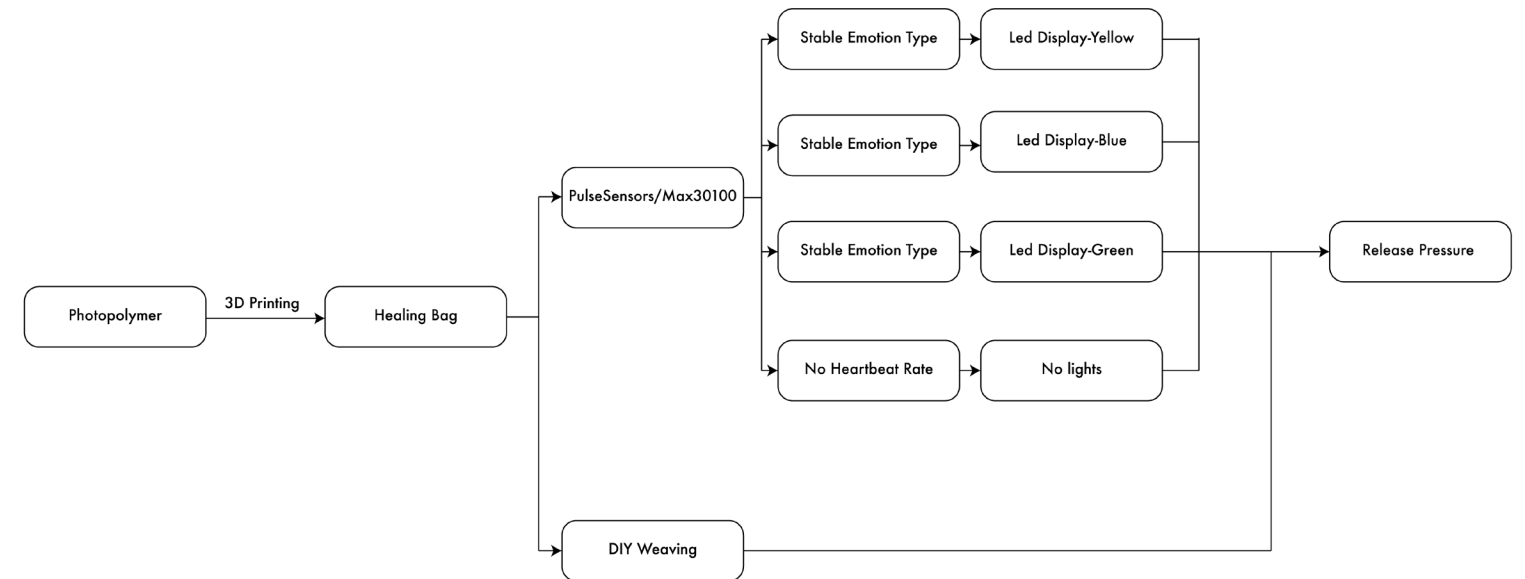 Stable Emotion Type
Led Display-Yellow
Stable Emotion Type
Led Display-Blue
PulseSensors/Max30100
Stable Emotion Type
Led Display-Green
Release Pressure
Photopolymer
3D Printing
Healing Bag
No Heartbeat Rate
No lights
DIY Weaving